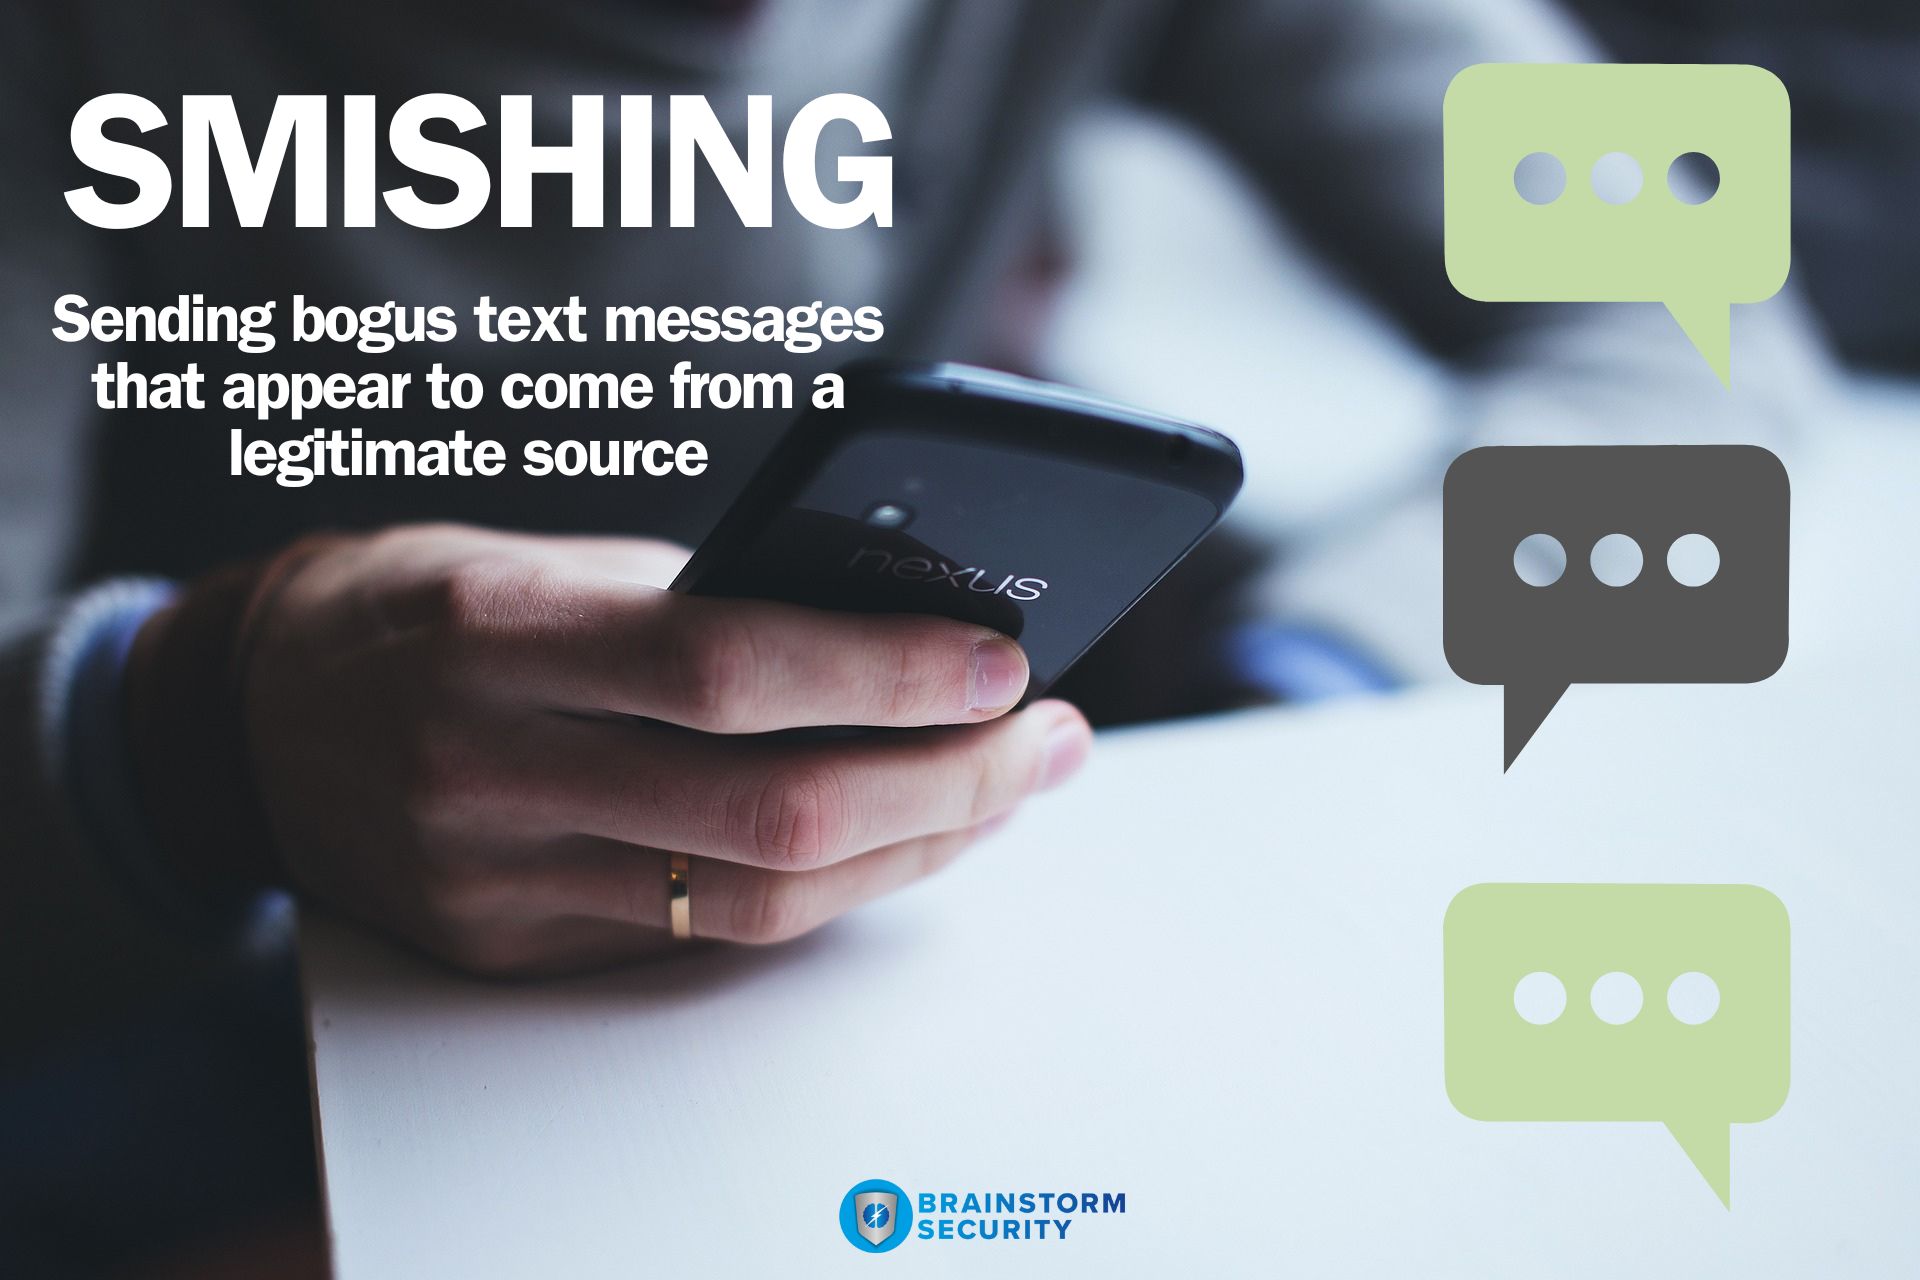 SMISHING
Sending bogus text messages
that appear to come from a
legitimate source
nexus
BRAINSTORM
SECURITY